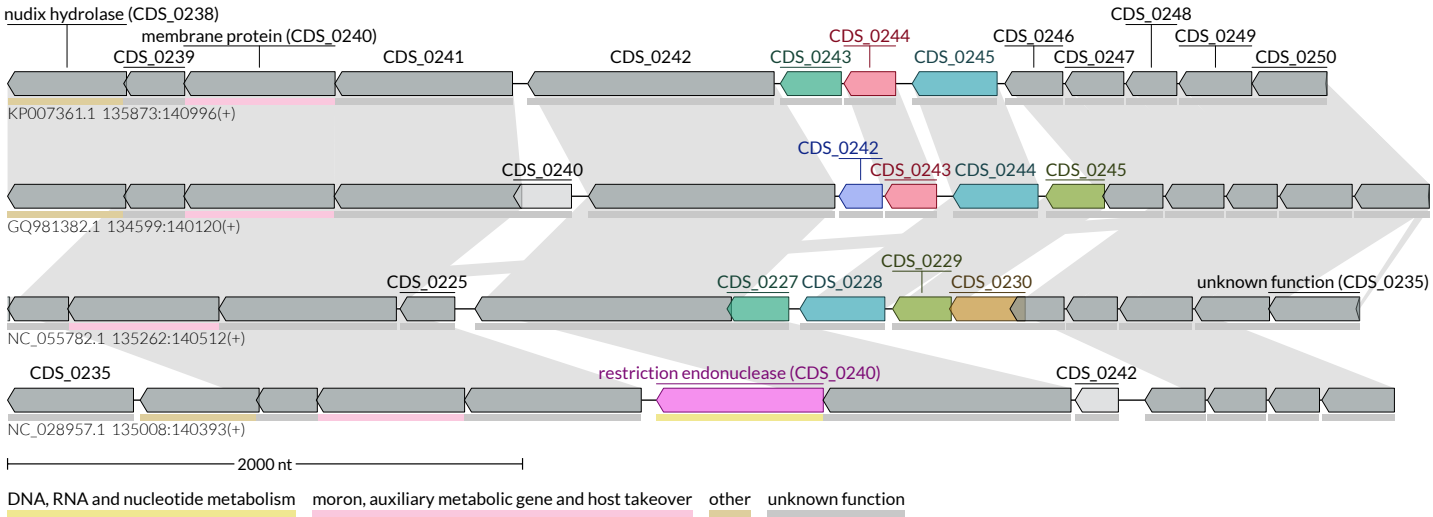 nudix hydrolase (CDS_0238)
CDS_0239
membrane protein (CDS_0240)
CDS_0241
CDS_0242
CDS_0243
CDS_0244
CDS_0245
CDS_0246
CDS_0247
CDS_0248
CDS_0249
CDS_0250
KP007361.1 135873:140996(+)
CDS_0240
CDS_0242
CDS_0243
CDS_0244
CDS_0245
GQ981382.1 134599:140120(+)
CDS_0225
CDS_0227
CDS_0228
CDS_0229
CDS_0230
unknown function (CDS_0235)
NC_055782.1 135262:140512(+)
CDS_0235
restriction endonuclease (CDS_0240)
CDS_0242
NC_028957.1 135008:140393(+)
2000 nt
DNA, RNA and nucleotide metabolism
moron, auxiliary metabolic gene and host takeover
other
unknown function